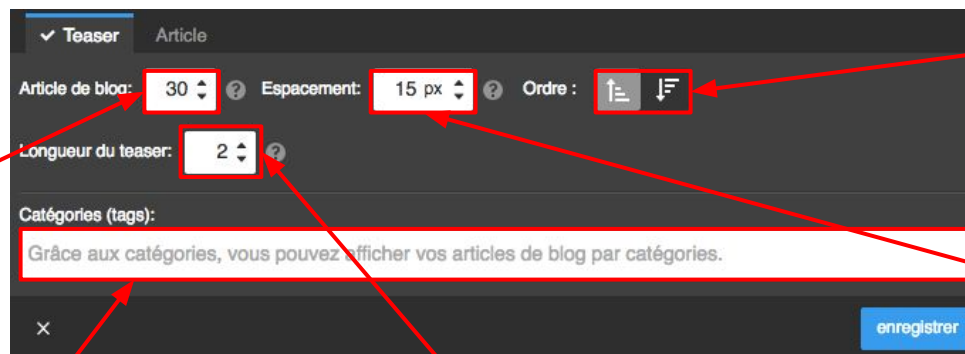 Teaser Article
Article de blog: 30 Espacement: 15 px Ordre :
Longueur du teaser: 2
Catégories (tags):
Grâce aux catégories, vous pouvez afficher vos articles de blog par catégories.
enregistrer